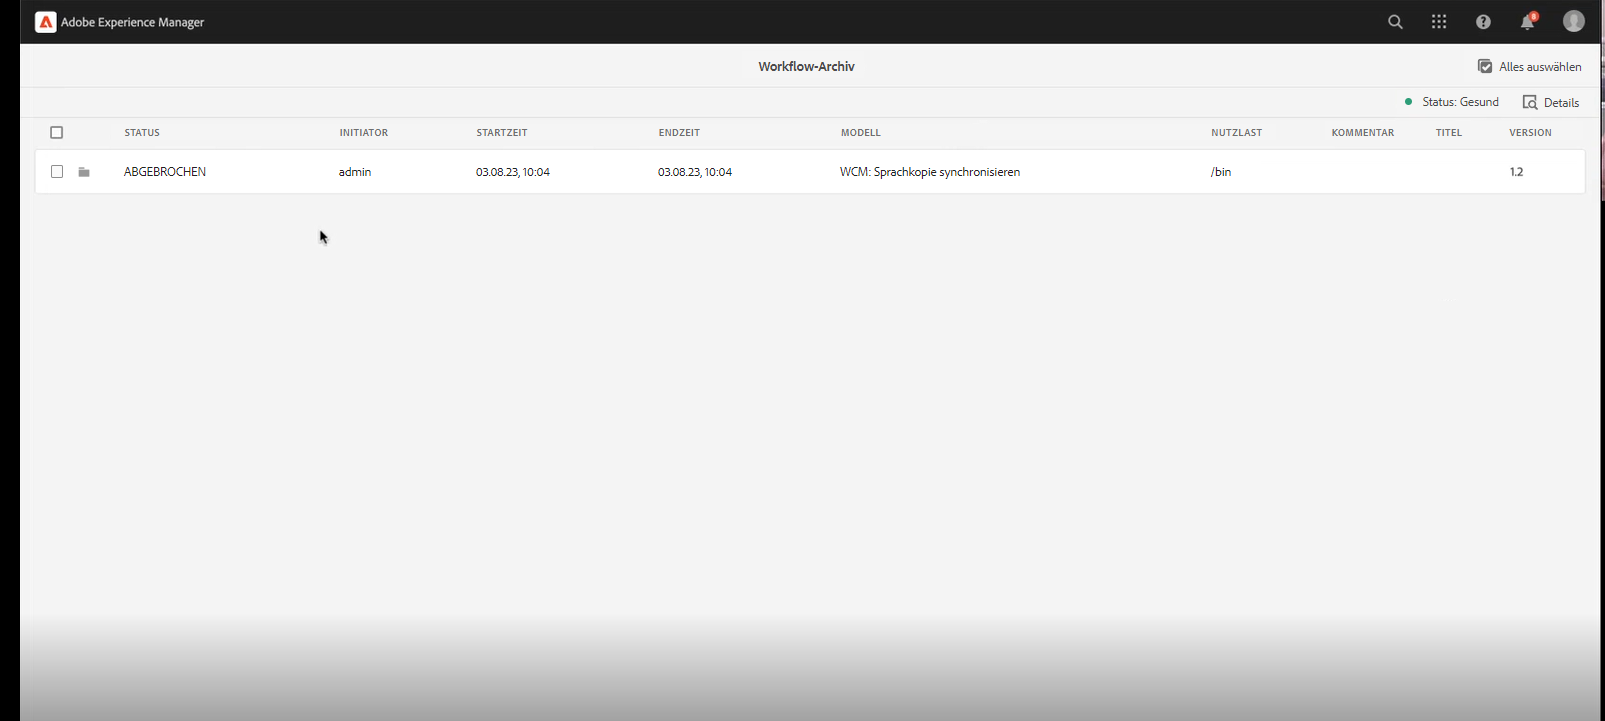 Adobe Experience Manager
8
Workflow-Archiv
Alles auswählen
Status: Gesund Details
STATUS INITIATOR STARTZEIT ENDZEIT MODELL NUTZLAST KOMMENTAR TITEL VERSION
ABGEBROCHEN admin 03.08.23, 10:04 03.08.23, 10:04 WCM: Sprachkopie synchronisieren /bin 1.2